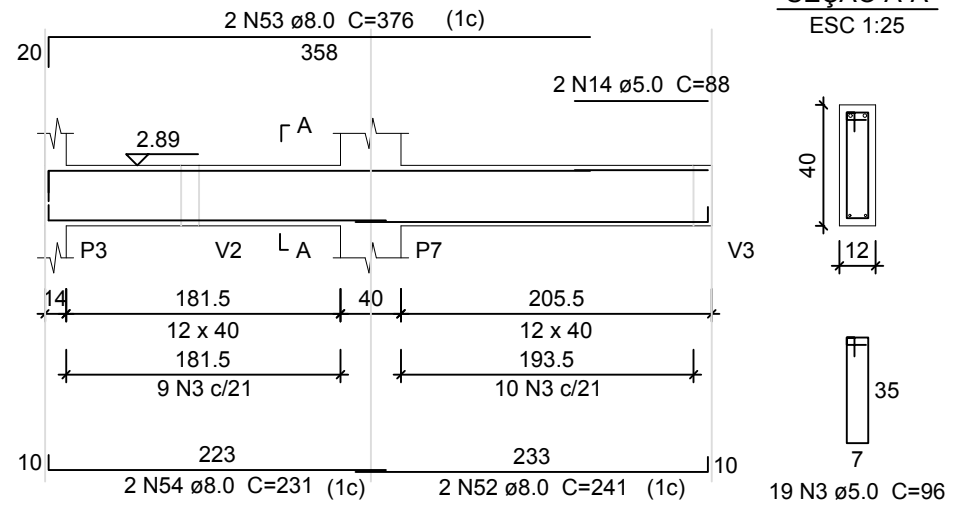 2 N53 ø8.0 C=376 (1c)
ESC 1:25
20
358
2 N14 ø5.0 C=88
A
2.89
40
A
P3
V2
P7
V3
12
14
181.5
40
205.5
12 x 40
12 x 40
181.5
193.5
9 N3 c/21
10 N3 c/21
35
10
223
233
10
7
2 N54 ø8.0 C=231 (1c)
2 N52 ø8.0 C=241 (1c)
19 N3 ø5.0 C=96